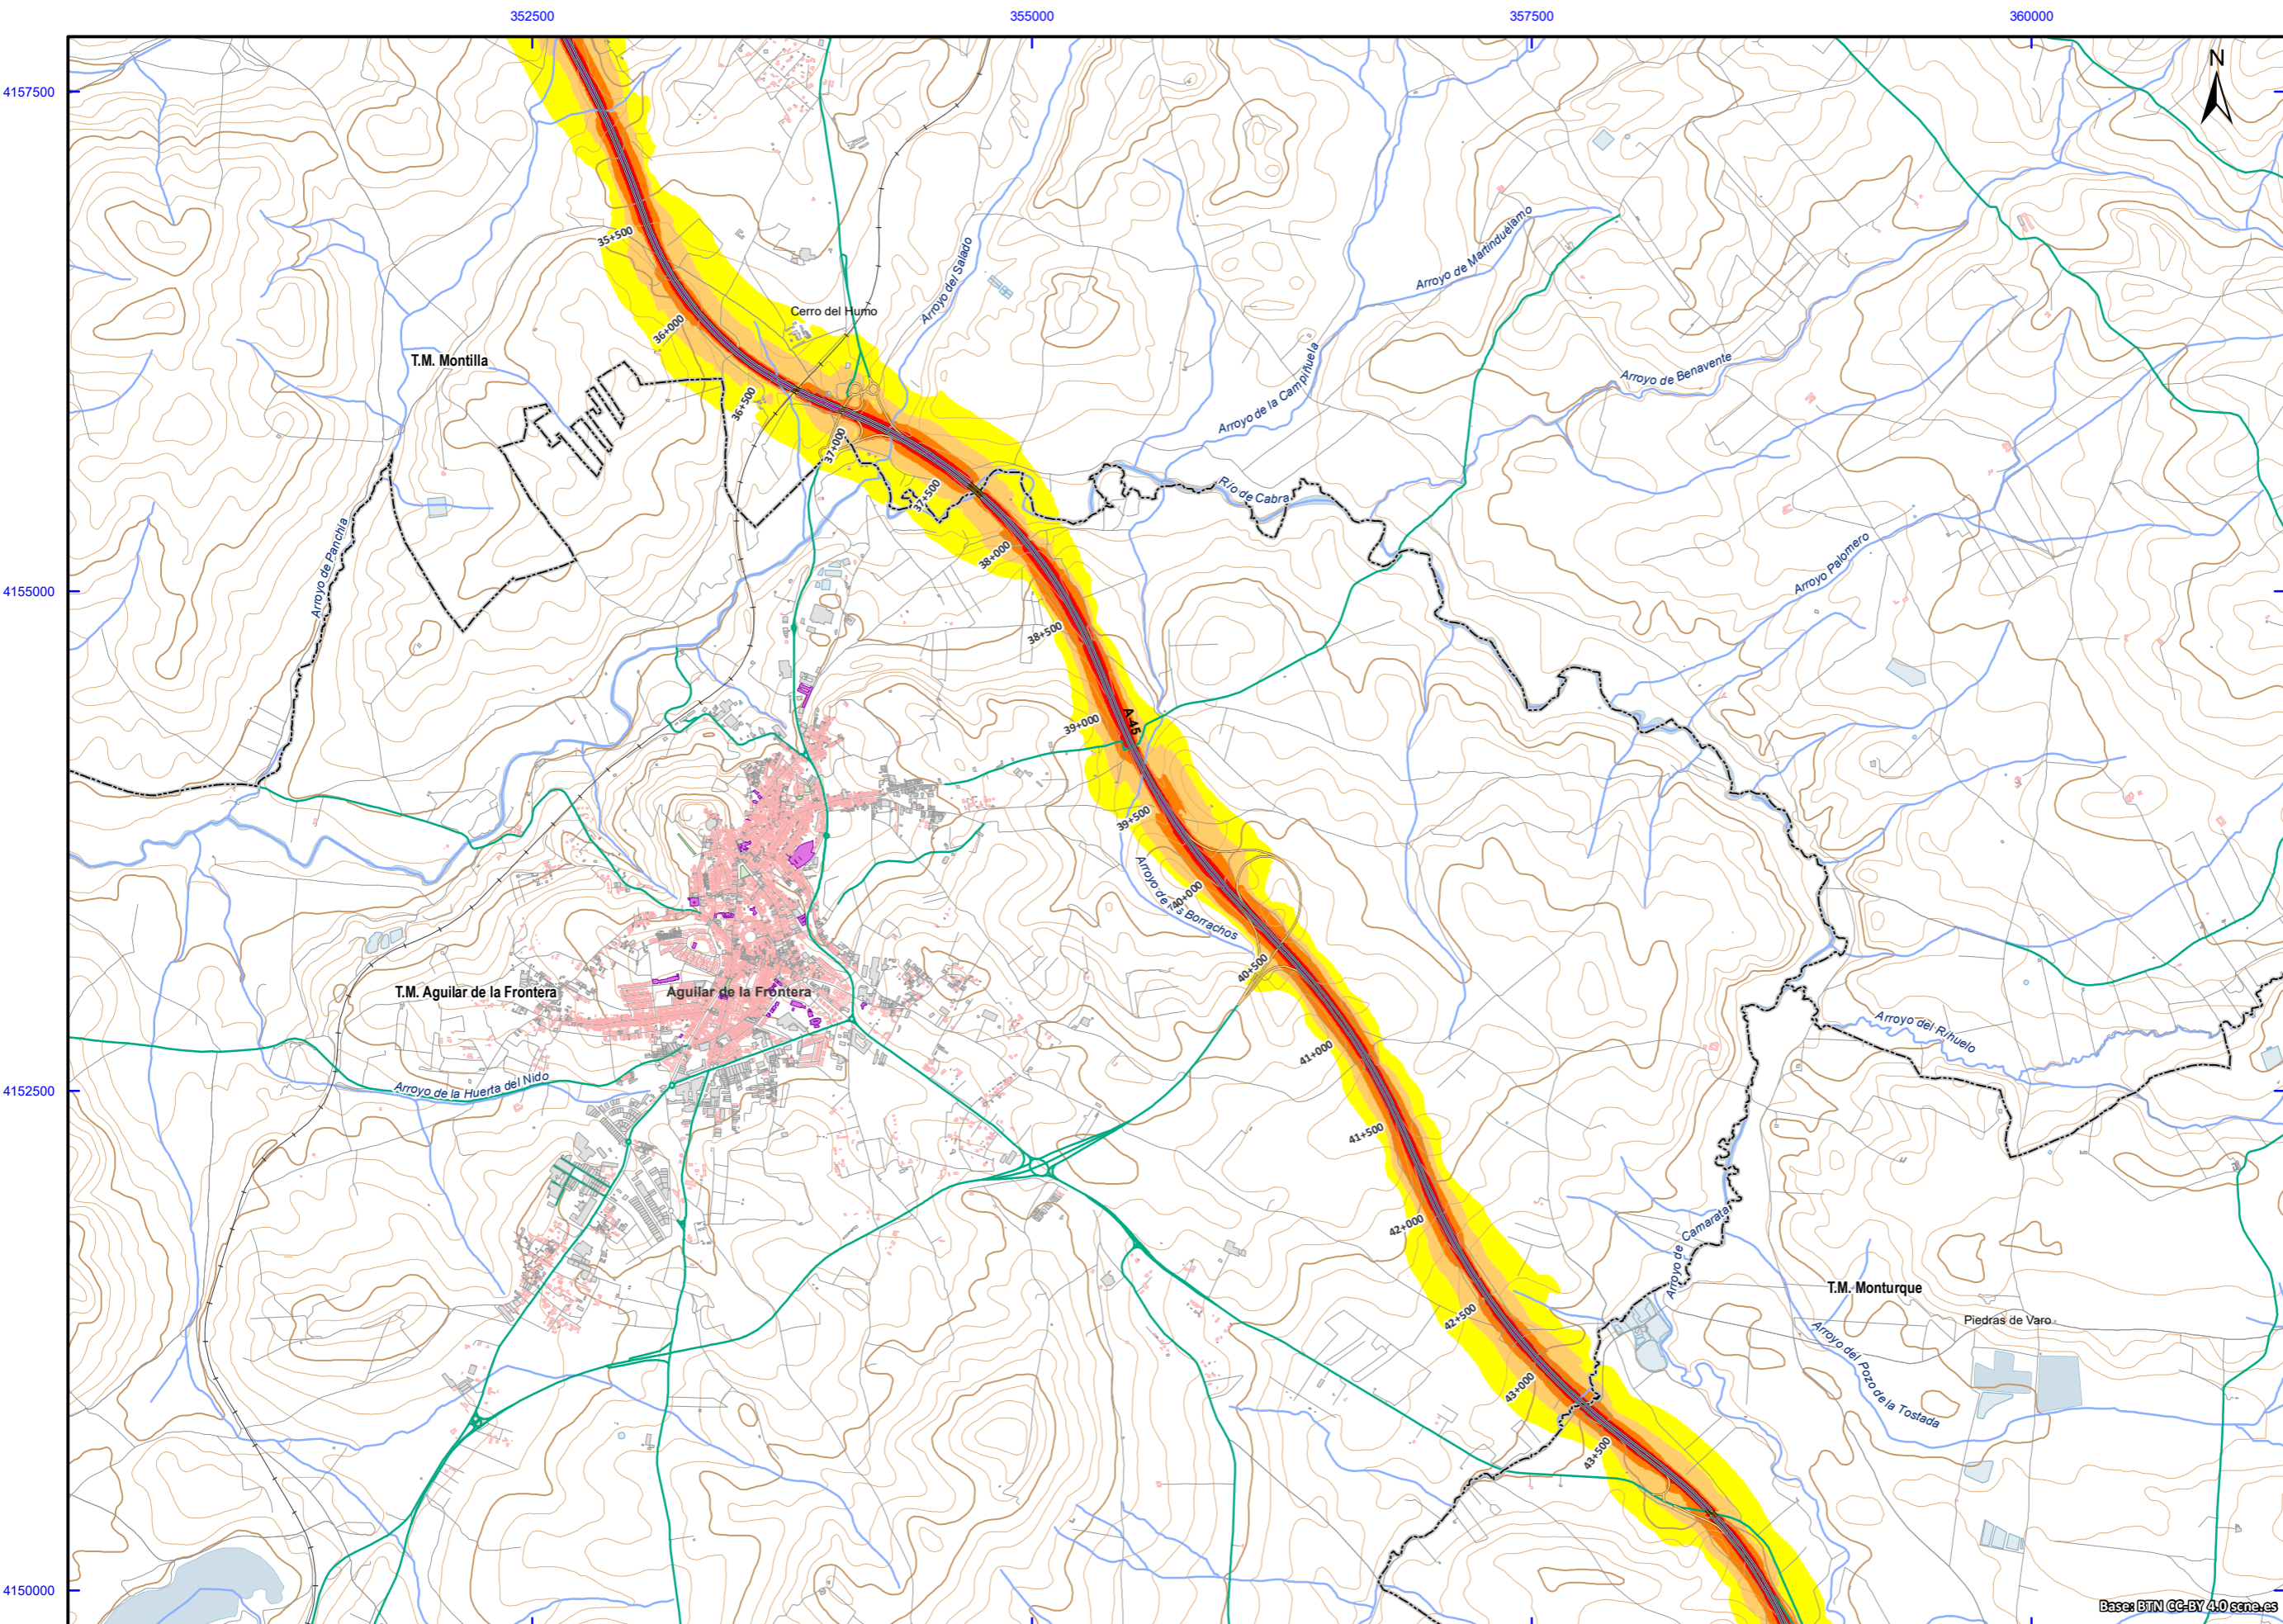 352500
355000
357500
360000
4157500
N
Arroyo de Martinduelamo
35+500
Arroyo del Salado
Cerro del Humo
36+000
T.M. Montilla
Arroyo de la Campiñuela
Arroyo de Benavente
36+500
37+000
37+500
Río de Cabra
Arroyo de Panchía
38+000
Arroyo Palomero
4155000
38+500
39+000
A-45
39+500
Arroyo de los Borrachos
40+000
40+500
T.M. Aguilar de la Frontera
Aguilar de la Frontera
Arroyo del Rihuelo
41+000
4152500
Arroyo de la Huerta del Nido
41+500
42+000
Arroyo de Camarata
T.M. Monturque
42+500
Piedras de Varo
Arroyo del Pozo de la Tostada
43+000
43+500
4150000
Base: BTN CC-BY 4.0 scne.es